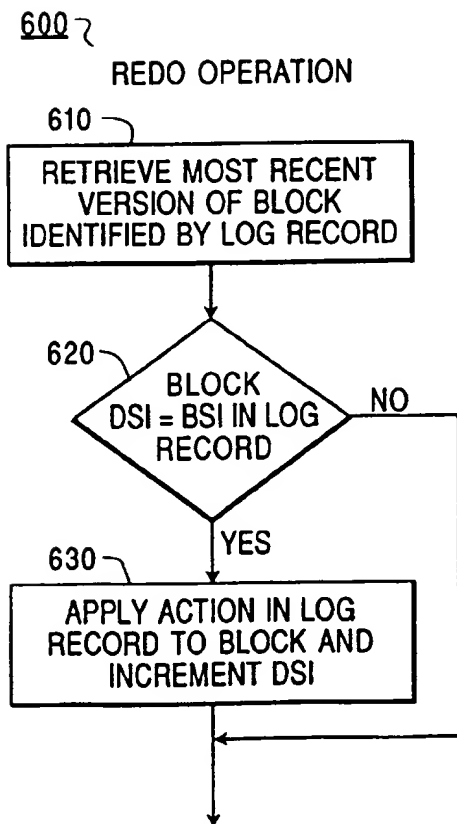 600
REDO OPERATION
610
RETRIEVE MOST RECENT
VERSION OF BLOCK
IDENTIFIED BY LOG RECORD
620
BLOCK
DSI = BSI IN LOG
RECORD
NO
YES
630
APPLY ACTION IN LOG
RECORD TO BLOCK AND
INCREMENT DSI